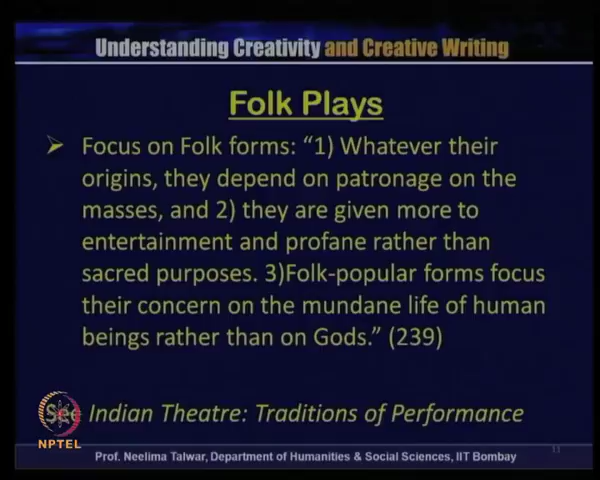 Understanding Creativity and Creative Writing
Folk Plays
➢ Focus on Folk forms: “1) Whatever their
origins, they depend on patronage on the
masses, and 2) they are given more to
entertainment and profane rather than
sacred purposes. 3)Folk-popular forms focus
their concern on the mundane life of human
beings rather than on Gods.” (239)
See Indian Theatre: Traditions of Performance
NPTEL
Prof. Neelima Talwar, Department of Humanities & Social Sciences, IIT Bombay
11